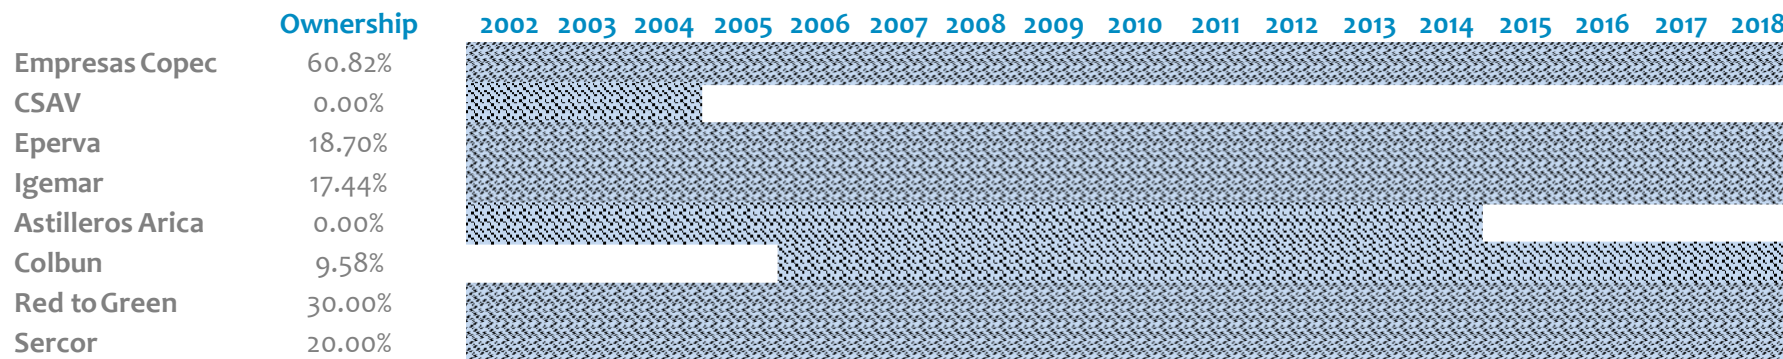 Ownership 2002 2003 2004 2005 2006 2007 2008 2009 2010 2011 2012 2013 2014 2015 2016 2017 2018
Empresas Copec 60.82%
CSAV 0.00%
Eperva 18.70%
Igemar 17.44%
Astilleros Arica 0.00%
Colbun 9.58%
Red to Green 30.00%
Sercor 20.00%